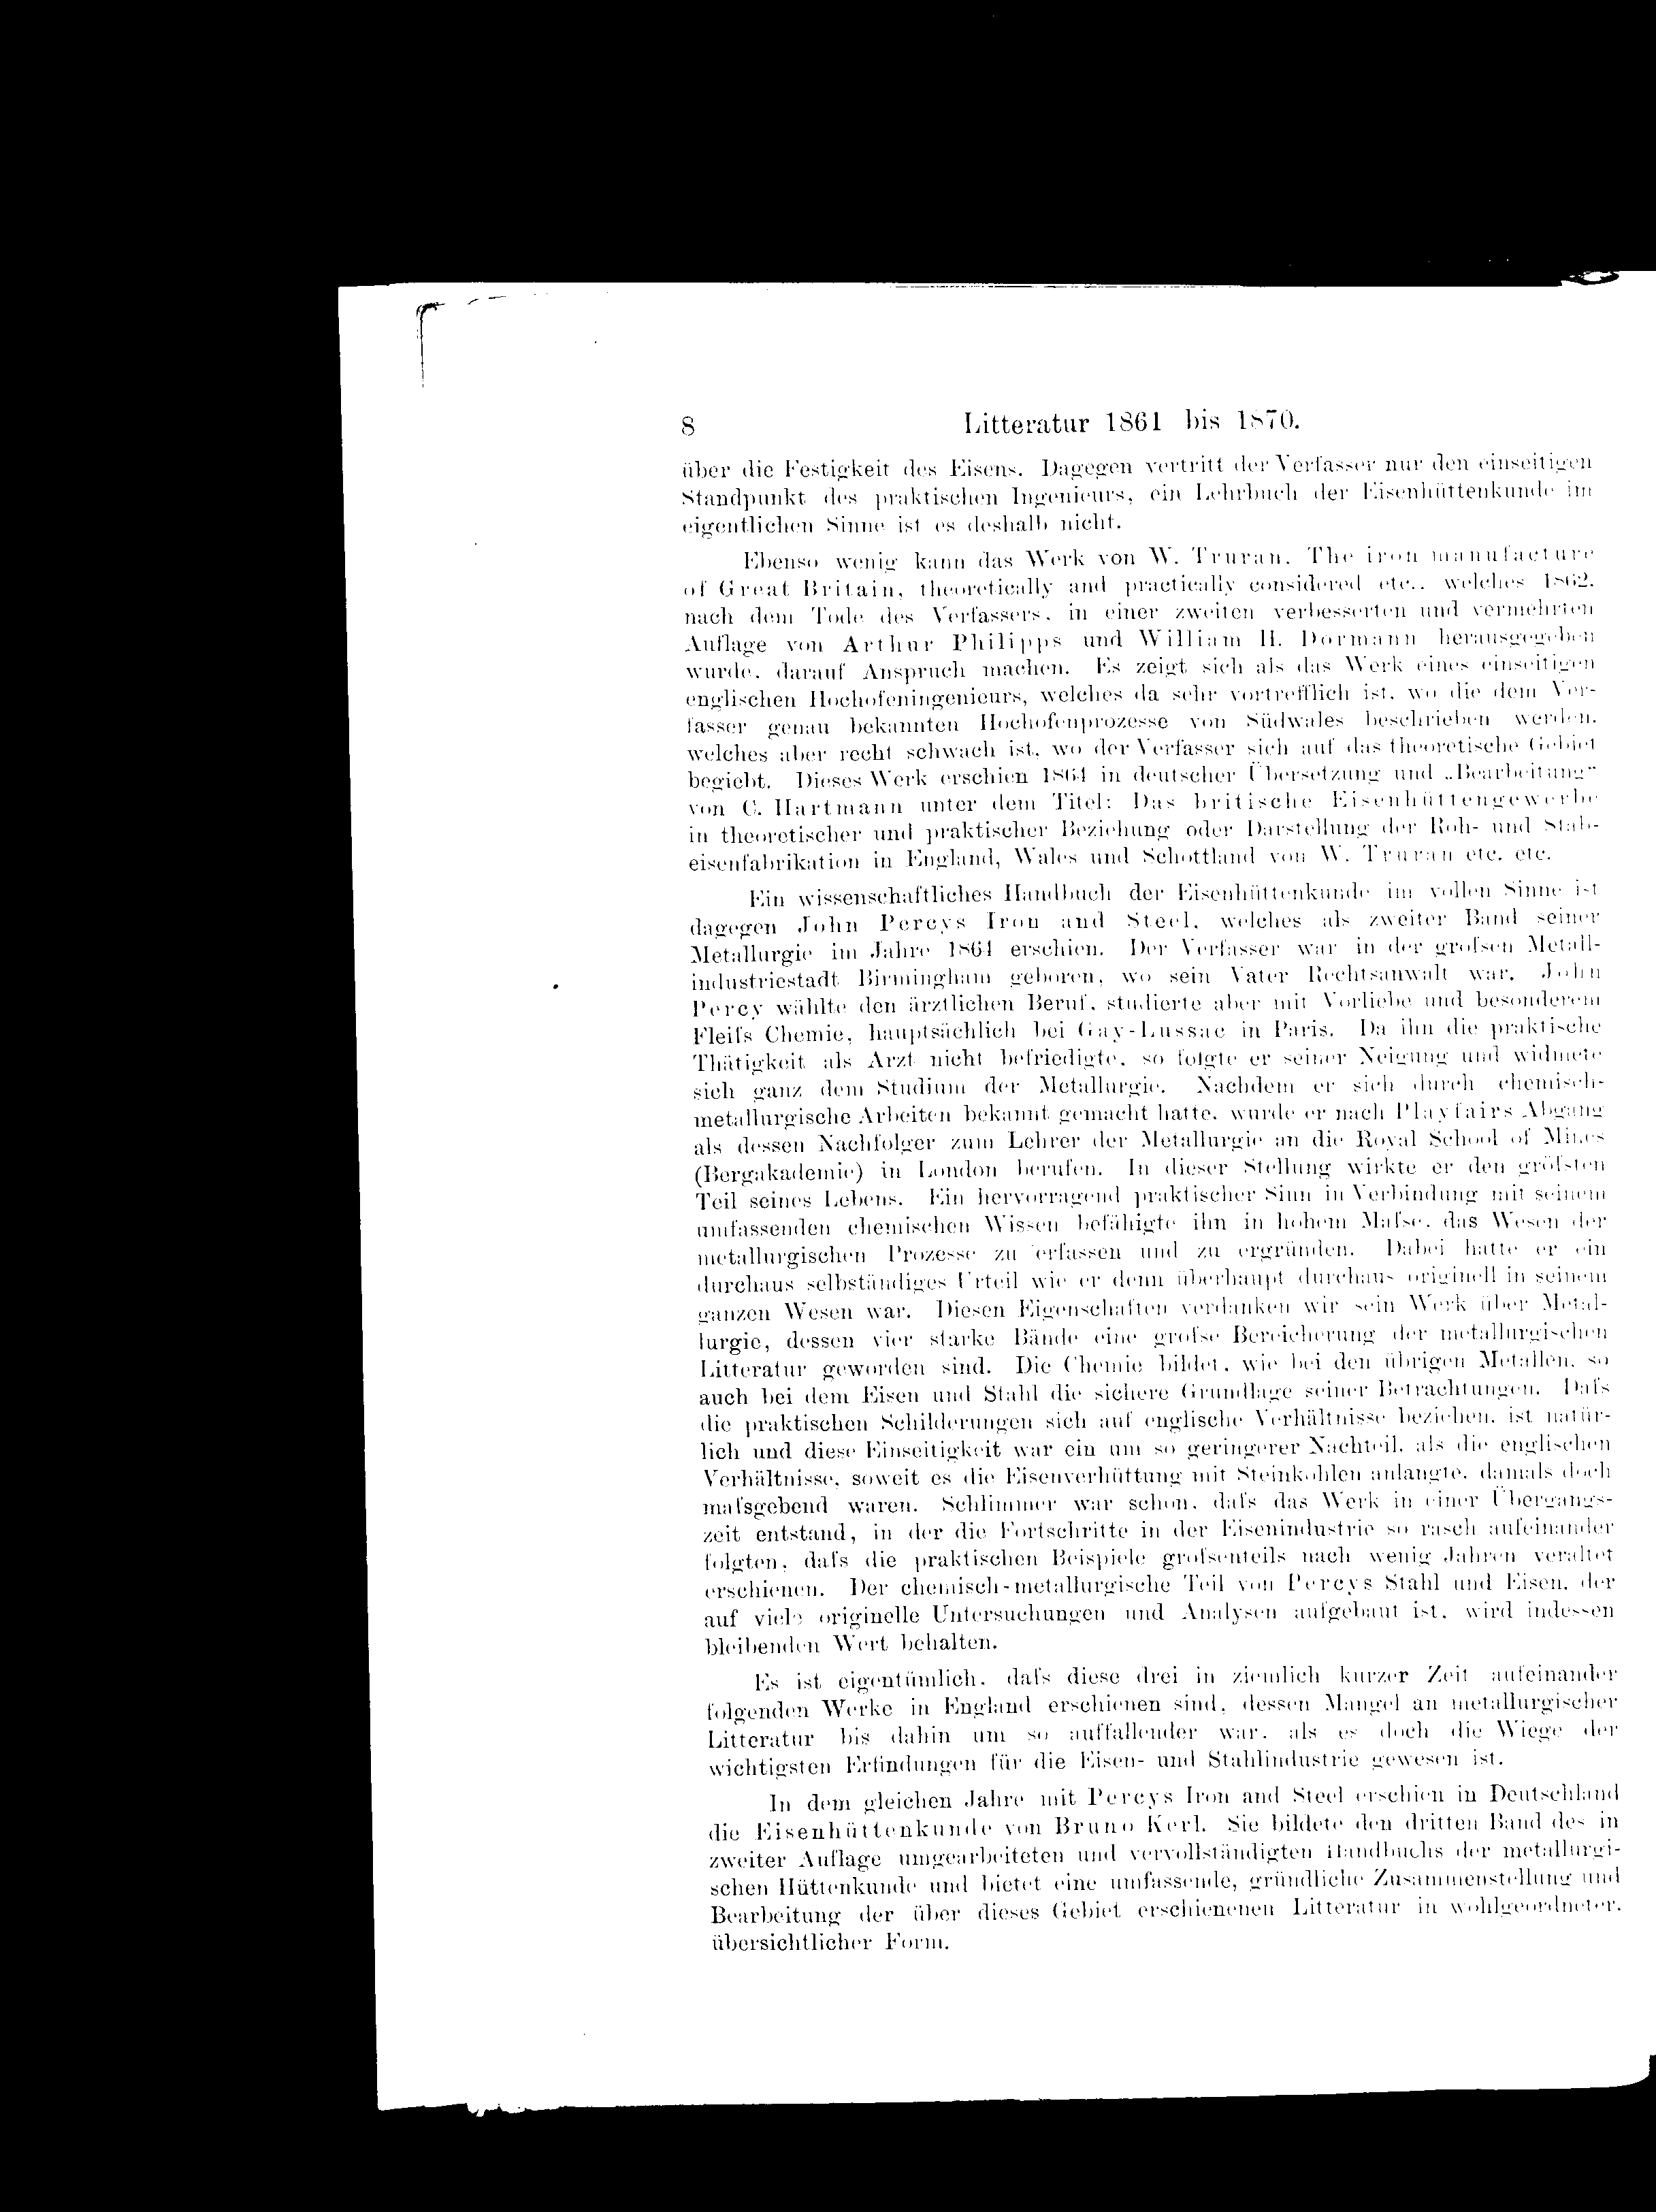 8 Litteratur 1861 bis 1870.
über die Festigkeit des Eisens. Dagegen vertritt der Verfasser nur den einseitigen
Standpunkt des praktischen Ingenieurs, ein Lehrbuch der Eisenhüttenkunde im
eigentlichen Sinne ist es deshalb nicht.
Ebenso wenig kann das Werk von W. Truran, The iron manufacture
of Great Britain, theoretically and practically considered etc., welches 1862,
nach dem Tode des Verfassers, in einer zweiten verbesserten und vermehrten
Auflage von Arthur Philipps und William H. Dormann herausgegeben
wurde, darauf Anspruch machen. Es zeigt sich als das Werk eines einseitigen
englischen Hochofeningenieurs, welches da sehr vortrefflich ist, wo die dem Ver-
fasser genau bekannten Hochofenprozesse von Südwales beschrieben werden,
welches aber recht schwach ist, wo der Verfasser sich auf das theoretische Gebiet
begiebt. Dieses Werk erschien 1864 in deutscher Übersetzung und „Bearbeitung“
von C. Hartmann unter dem Titel: Das britische Eisenhüttengewerbe
in theoretischer und praktischer Beziehung oder Darstellung der Roh- und Stab-
eisenfabrikation in England, Wales und Schottland von W. Truran etc. etc.
Ein wissenschaftliches Handbuch der Eisenhüttenkunde im vollen Sinne ist
dagegen John Percys Iron and Steel, welches als zweiter Band seiner
Metallurgie im Jahre 1864 erschien. Der Verfasser war in der groſsen Metall-
industriestadt Birmingham geboren, wo sein Vater Rechtsanwalt war. John
Percy wählte den ärztlichen Beruf, studierte aber mit Vorliebe und besonderem
Fleiſs Chemie, hauptsächlich bei Gay-Lussac in Paris. Da ihn die praktische
Thätigkeit als Arzt nicht befriedigte, so folgte er seiner Neigung und widmete
sich ganz dem Studium der Metallurgie. Nachdem er sich durch chemisch-
metallurgische Arbeiten bekannt gemacht hatte, wurde er nach Playfairs Abgang
als dessen Nachfolger zum Lehrer der Metallurgie an die Royal School of Mines
(Bergakademie) in London berufen. In dieser Stellung wirkte er den gröſsten
Teil seines Lebens. Ein hervorragend praktischer Sinn in Verbindung mit seinem
umfassenden chemischen Wissen befähigte ihn in hohem Maſse, das Wesen der
metallurgischen Prozesse zu erfassen und zu ergründen. Dabei hatte er ein
durchaus selbständiges Urteil wie er denn überhaupt durchaus originell in seinem
ganzen Wesen war. Diesen Eigenschaften verdanken wir sein Werk über Metal-
lurgie, dessen vier starke Bände eine groſse Bereicherung der metallurgischen
Litteratur geworden sind. Die Chemie bildet, wie bei den übrigen Metallen, so
auch bei dem Eisen und Stahl die sichere Grundlage seiner Betrachtungen. Daſs
die praktischen Schilderungen sich auf englische Verhältnisse beziehen, ist natür-
lich und diese Einseitigkeit war ein um so geringerer Nachteil, als die englischen
Verhältnisse, soweit es die Eisenverhüttung mit Steinkohlen anlangte, damals doch
maſsgebend waren. Schlimmer war schon, daſs das Werk in einer Übergangs-
zeit entstand, in der die Fortschritte in der Eisenindustrie so rasch aufeinander
folgten, daſs die praktischen Beispiele groſsenteils nach wenig Jahren veraltet
erschienen. Der chemisch-metallurgische Teil von Percys Stahl und Eisen, der
auf viele originelle Untersuchungen und Analysen aufgebaut ist, wird indessen
bleibenden Wert behalten.
Es ist eigentümlich, daſs diese drei in ziemlich kurzer Zeit aufeinander
folgenden Werke in England erschienen sind, dessen Mangel an metallurgischer
Litteratur bis dahin um so auffallender war, als es doch die Wiege der
wichtigsten Erfindungen für die Eisen- und Stahlindustrie gewesen ist.
In dem gleichen Jahre mit Percys Iron and Steel erschien in Deutschland
die Eisenhüttenkunde von Bruno Kerl. Sie bildete den dritten Band des in
zweiter Auflage umgearbeiteten und vervollständigten Handbuchs der metallurgi-
schen Hüttenkunde und bietet eine umfassende, gründliche Zusammenstellung und
Bearbeitung der über dieses Gebiet erschienenen Litteratur in wohlgeordneter,
übersichtlicher Form.